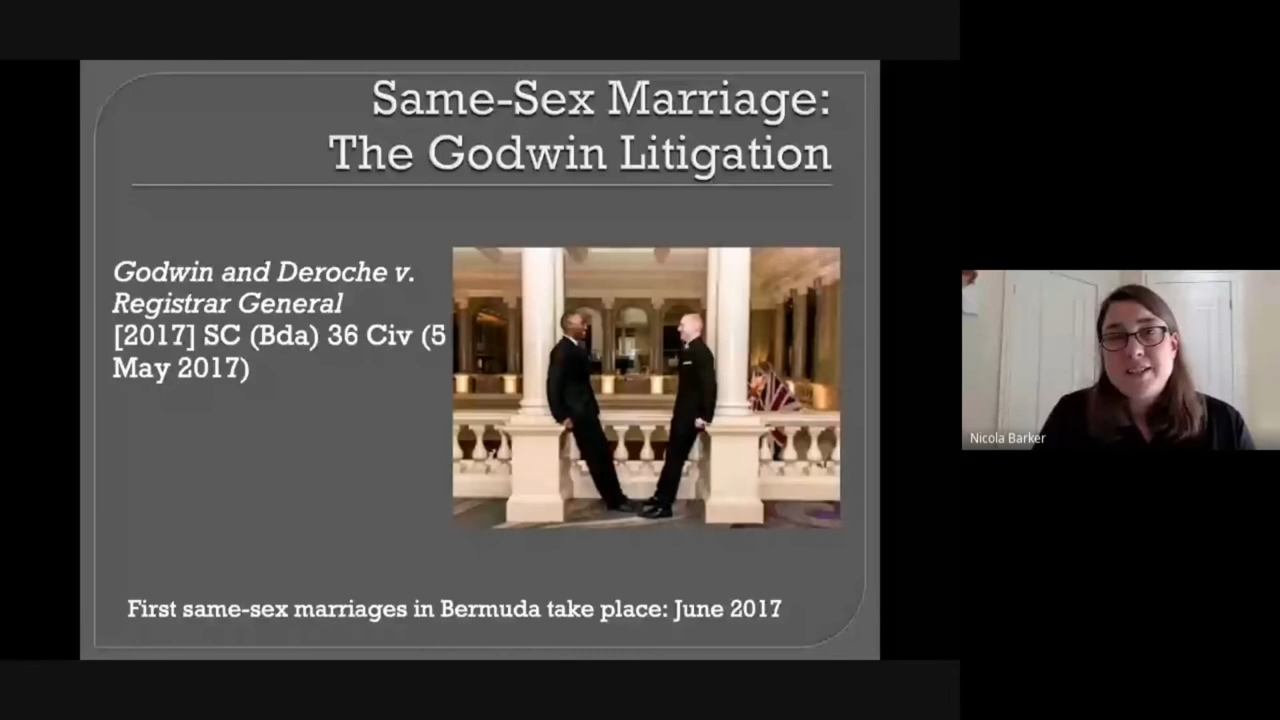 Same-Sex Marriage:
The Godwin Litigation
Godwin and Deroche v.
Registrar General
[2017] SC (Bda) 36 Civ (5
May 2017)
First same-sex marriages in Bermuda take place: June 2017
Nicola Barker